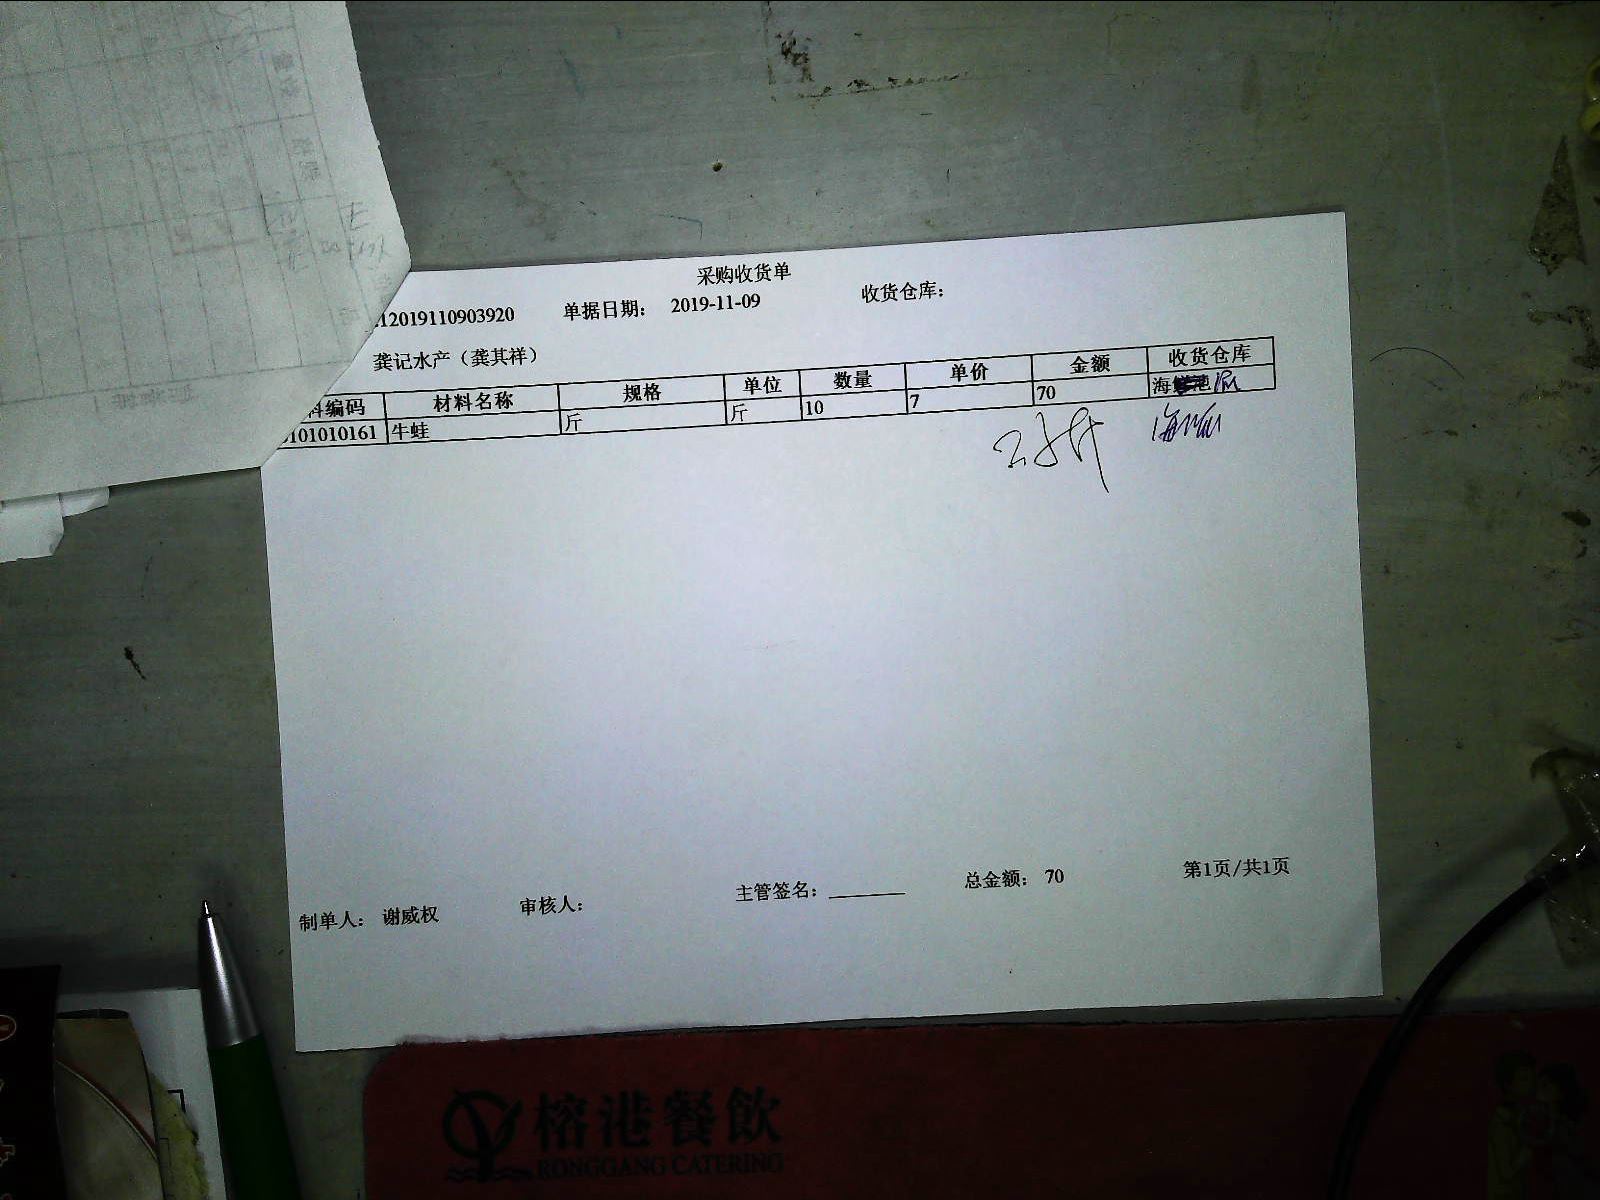 采购收货单
12019110903920 单据日期： 2019-11-09 收货仓库：
龚记水产（龚其祥）
料编码 材料名称 规格 单位 数量 单价 金额 收货仓库
101010161 牛蛙 斤 斤 10 7 70 海
制单人： 谢威权 审核人： 主管签名： 总金额： 70 第1页/共1页
榕港餐飲
RONGGANG CATERING